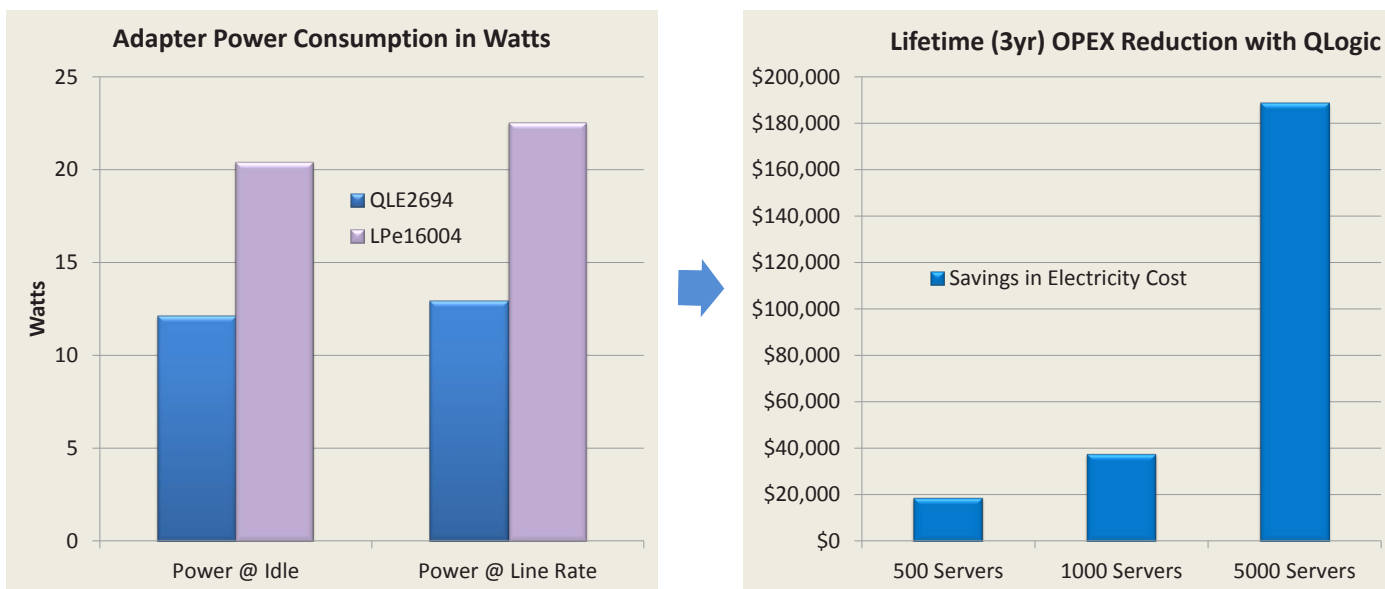 Adapter Power Consumption in Watts
25
20
15
10
5
0
Watts
QLE2694
LPe16004
Power @ Idle
Power @ Line Rate
Lifetime (3yr) OPEX Reduction with QLogic
$200,000
$180,000
$160,000
$140,000
$120,000
$100,000
$80,000
$60,000
$40,000
$20,000
$0
Savings in Electricity Cost
500 Servers
1000 Servers
5000 Servers